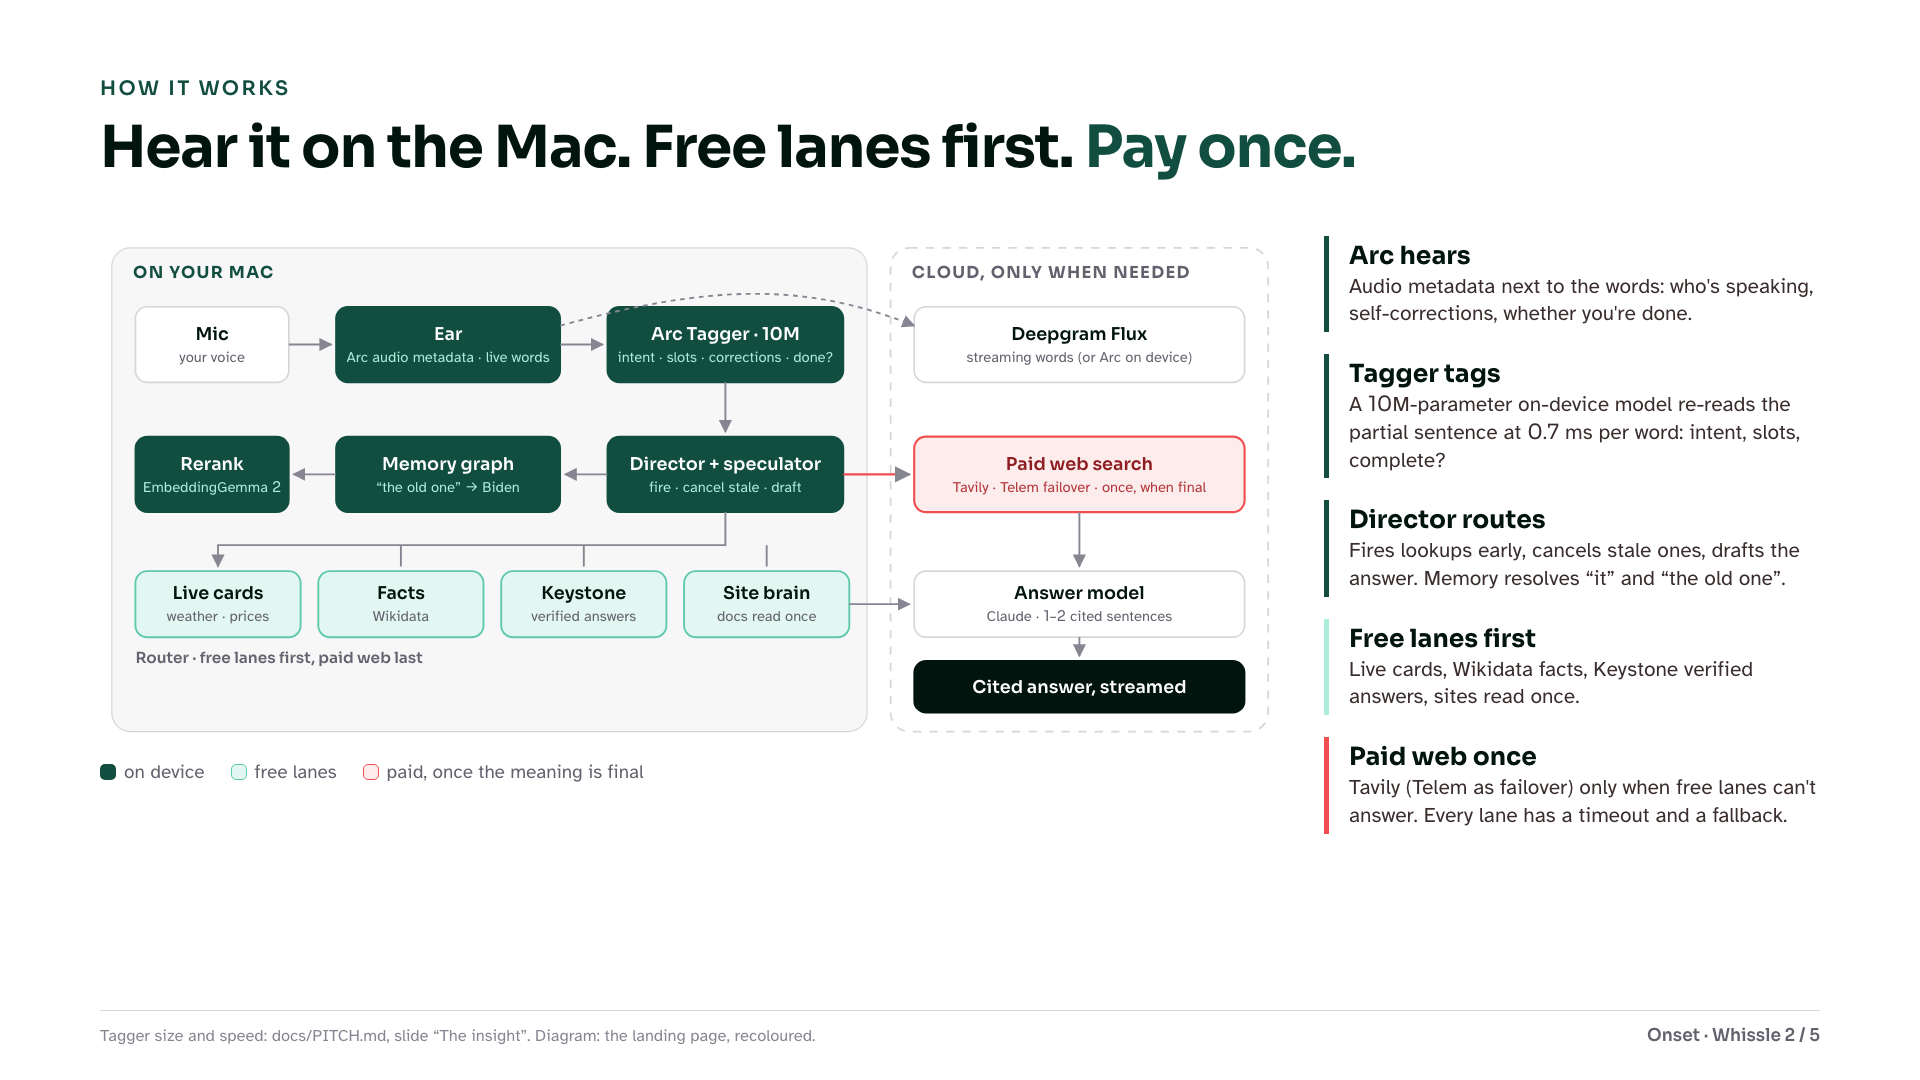 HOW IT WORKS
Hear it on the Mac. Free lanes first. Pay once.
ON YOUR MAC
Mic
your voice
Ear
Arc audio metadata · live words
Arc Tagger · 10M
intent · slots · corrections · done?
Rerank
EmbeddingGemma 2
Memory graph
“the old one” → Biden
Director + speculator
fire · cancel stale · draft
Live cards
weather · prices
Facts
Wikidata
Keystone
verified answers
Site brain
docs read once
Router · free lanes first, paid web last
CLOUD, ONLY WHEN NEEDED
Deepgram Flux
streaming words (or Arc on device)
Paid web search
Tavily · Telem failover · once, when final
Answer model
Claude · 1–2 cited sentences
Cited answer, streamed
on device
free lanes
paid, once the meaning is final
Arc hears
Audio metadata next to the words: who's speaking,
self-corrections, whether you're done.
Tagger tags
A 10M-parameter on-device model re-reads the
partial sentence at 0.7 ms per word: intent, slots,
complete?
Director routes
Fires lookups early, cancels stale ones, drafts the
answer. Memory resolves “it” and “the old one”.
Free lanes first
Live cards, Wikidata facts, Keystone verified
answers, sites read once.
Paid web once
Tavily (Telem as failover) only when free lanes can't
answer. Every lane has a timeout and a fallback.
Tagger size and speed: docs/PITCH.md, slide “The insight”. Diagram: the landing page, recoloured.
Onset · Whissle 2 / 5